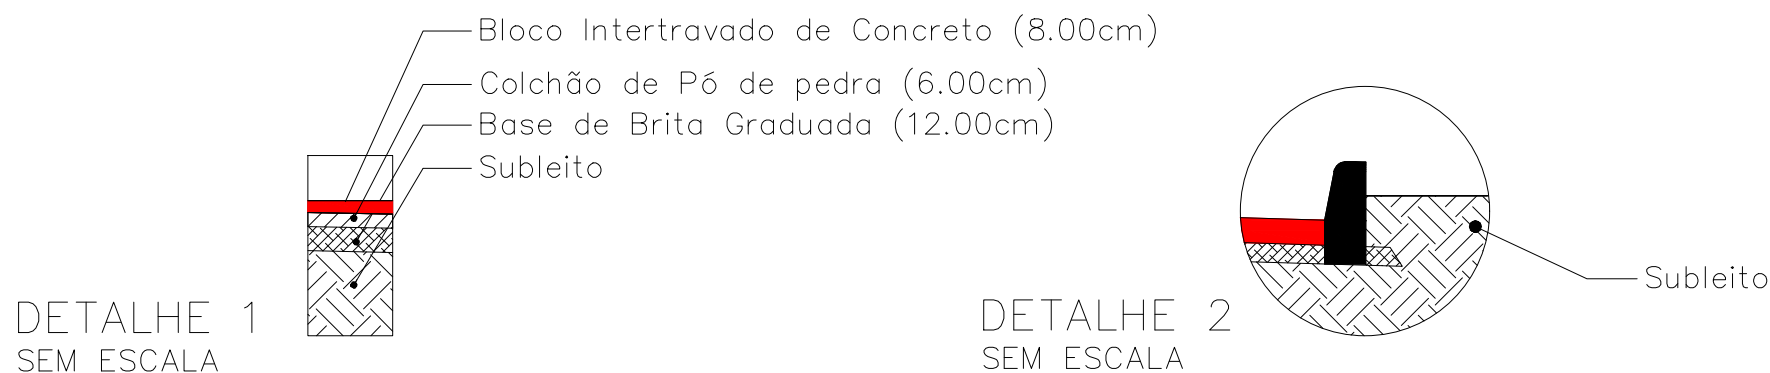 Bloco Intertravado de Concreto (8.00cm)
Colchão de Pó de pedra (6.00cm)
Base de Brita Graduada (12.00cm)
Subleito
DETALHE 1
SEM ESCALA
Subleito
DETALHE 2
SEM ESCALA